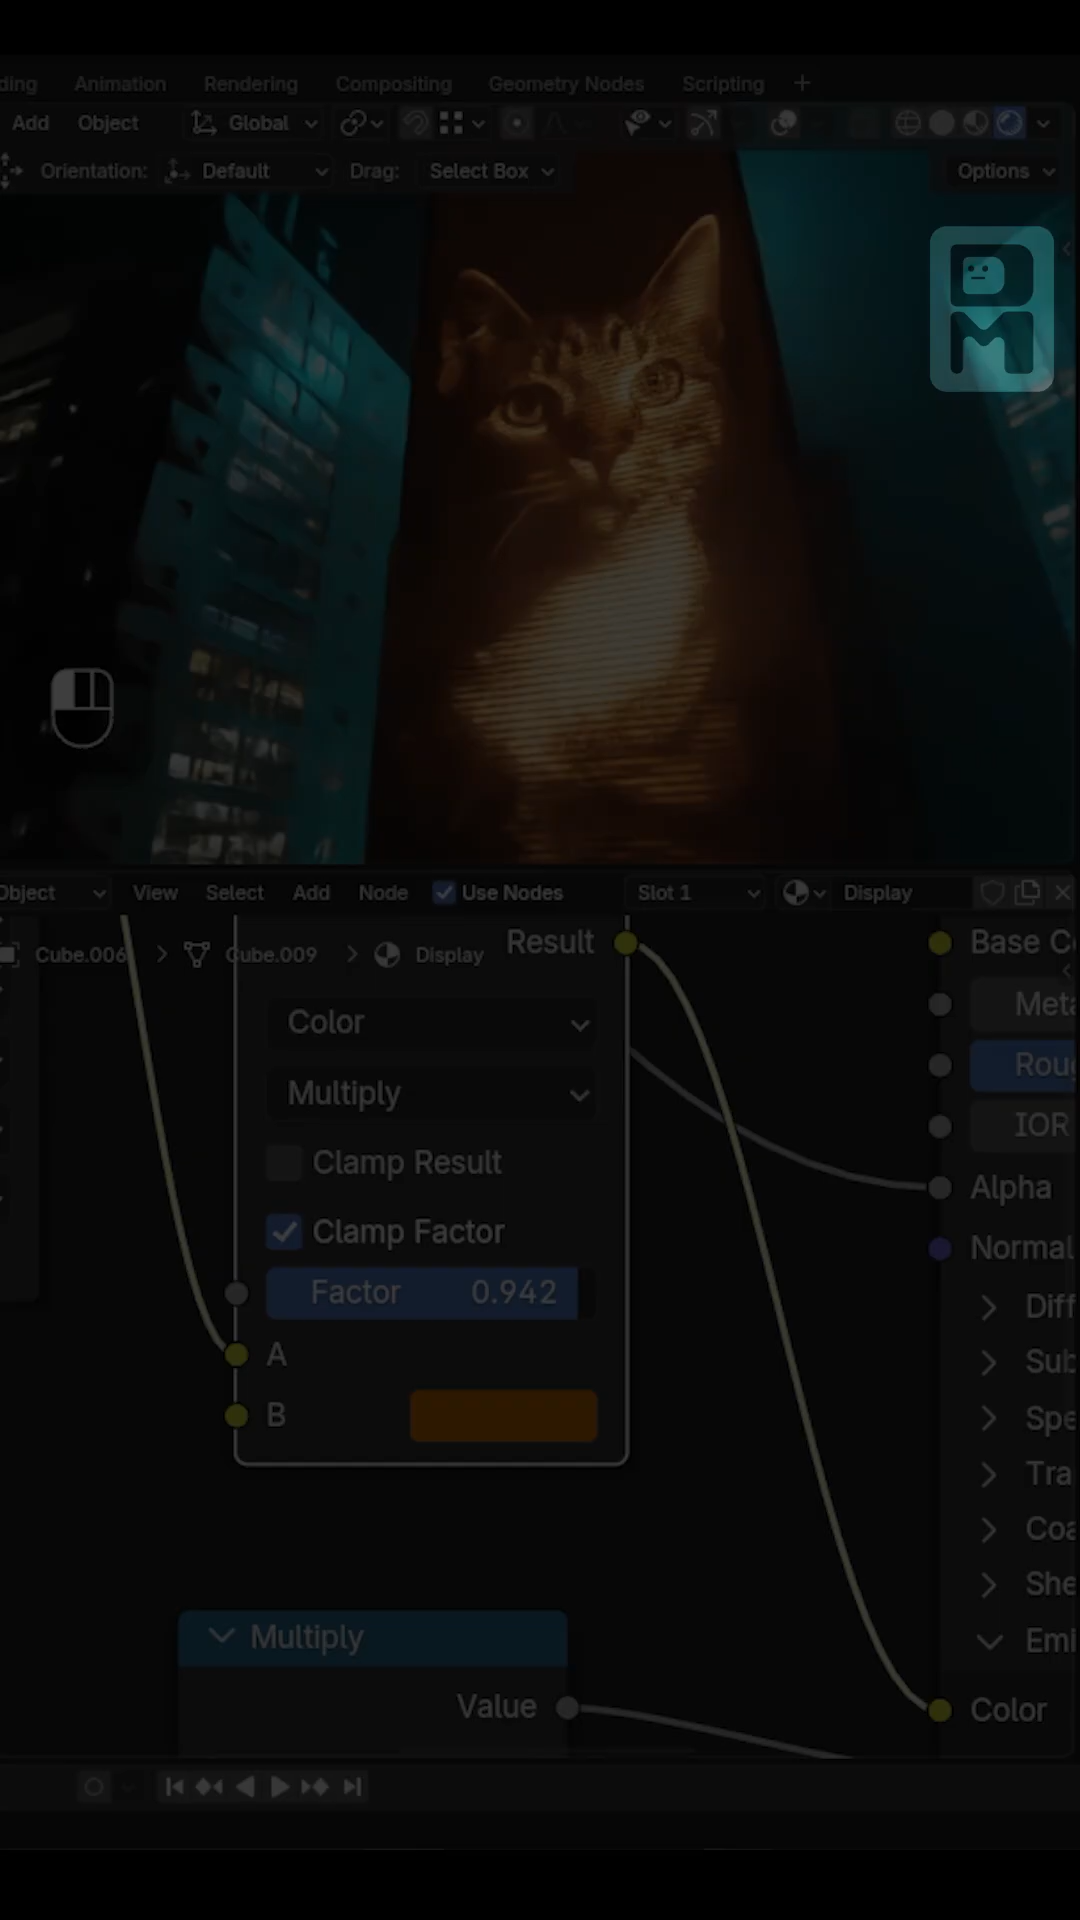 ding Animation Rendering Compositing Geometry Nodes Scripting +
Add Object Global
Orientation: Default Drag: Select Box Options
DM
Object View Select Add Node Use Nodes Slot 1 Display
Cube.006 > Cube.009 > Display
Result
Color
Multiply
Clamp Result
Clamp Factor
Factor 0.942
A
B
Base C
Meta
Roug
IOR
Alpha
Normal
Diff
Sub
Spe
Tra
Coa
She
Emi
Color
Multiply
Value